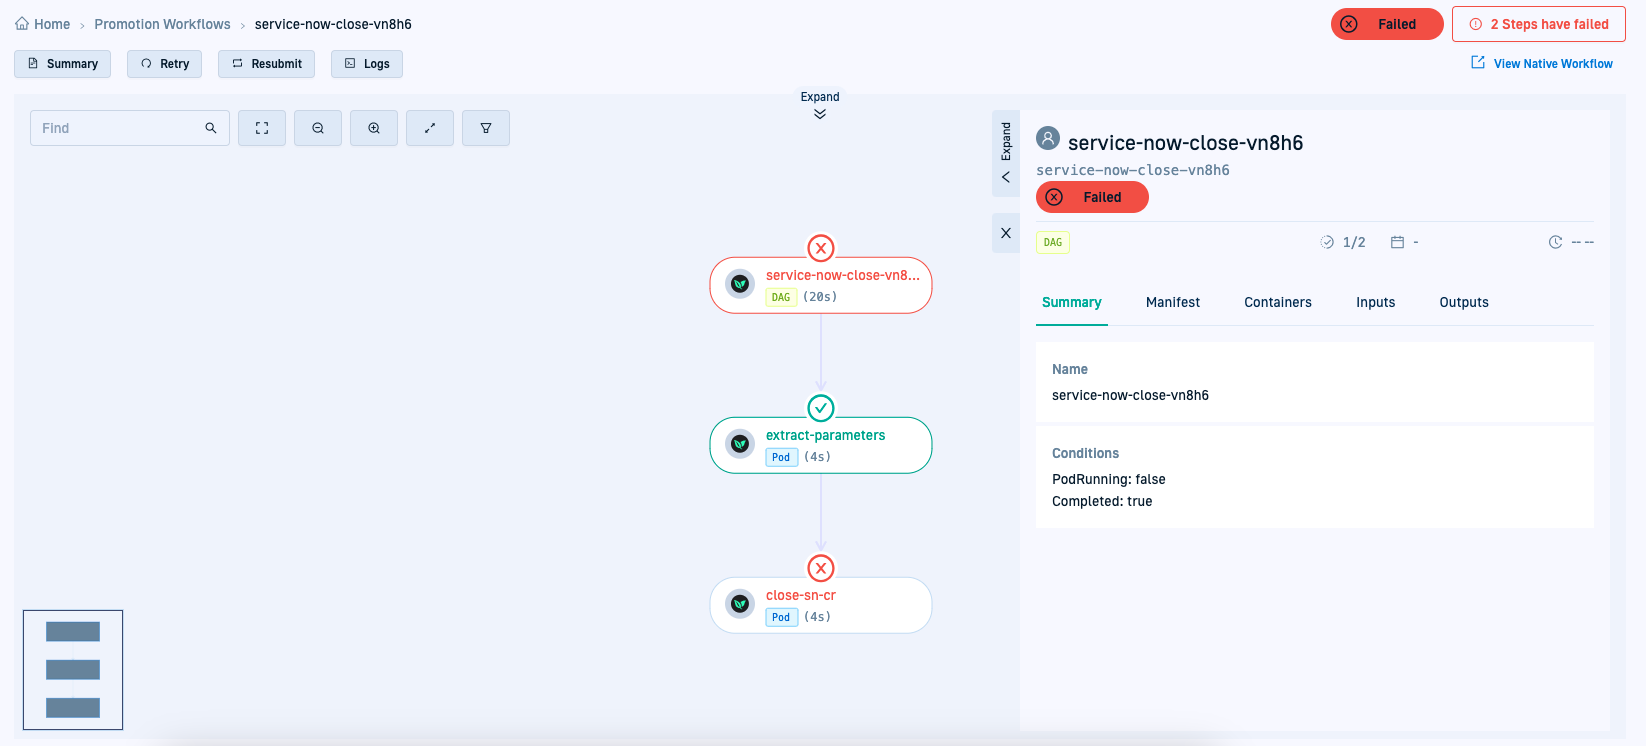 Home > Promotion Workflows > service-now-close-vn8h6
Failed
2 Steps have failed
Summary
Retry
Resubmit
Logs
View Native Workflow
Find
Expand
Expand
service-now-close-vn8h6
service-now-close-vn8h6
Failed
DAG
1/2
-
-- --
Summary
Manifest
Containers
Inputs
Outputs
Name
service-now-close-vn8h6
Conditions
PodRunning: false
Completed: true
service-now-close-vn8...
DAG (20s)
extract-parameters
Pod (4s)
close-sn-cr
Pod (4s)